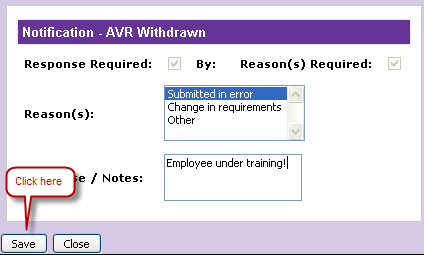 Notification - AVR Withdrawn
Response Required: By: Reason(s) Required:
Reason(s):
Submitted in error
Change in requirements
Other
Click here
se / Notes:
Employee under training!
Save
Close